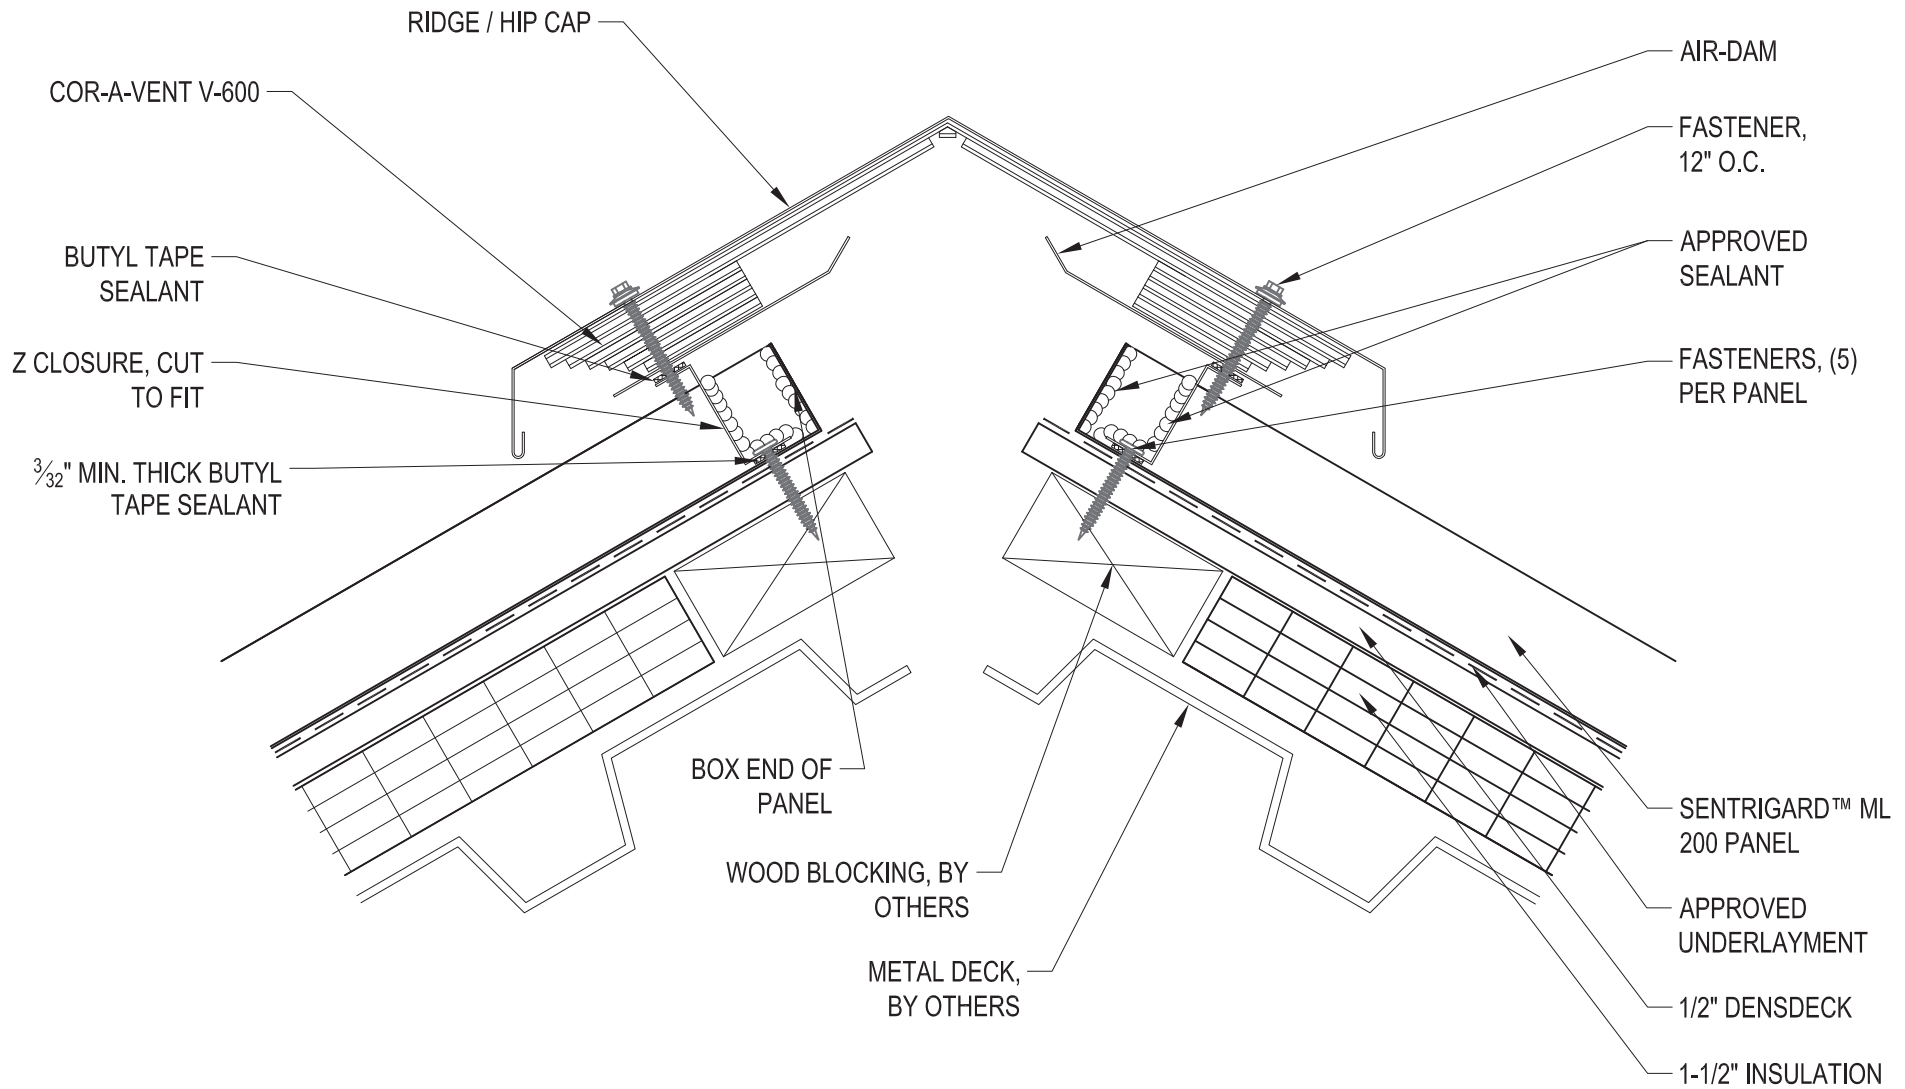 RIDGE / HIP CAP
COR-A-VENT V-600
BUTYL TAPE
SEALANT
Z CLOSURE, CUT
TO FIT
3⁄32" MIN. THICK BUTYL
TAPE SEALANT
BOX END OF
PANEL
WOOD BLOCKING, BY
OTHERS
METAL DECK,
BY OTHERS
AIR-DAM
FASTENER,
12" O.C.
APPROVED
SEALANT
FASTENERS, (5)
PER PANEL
SENTRIGARD™ ML
200 PANEL
APPROVED
UNDERLAYMENT
1/2" DENSDECK
1-1/2" INSULATION